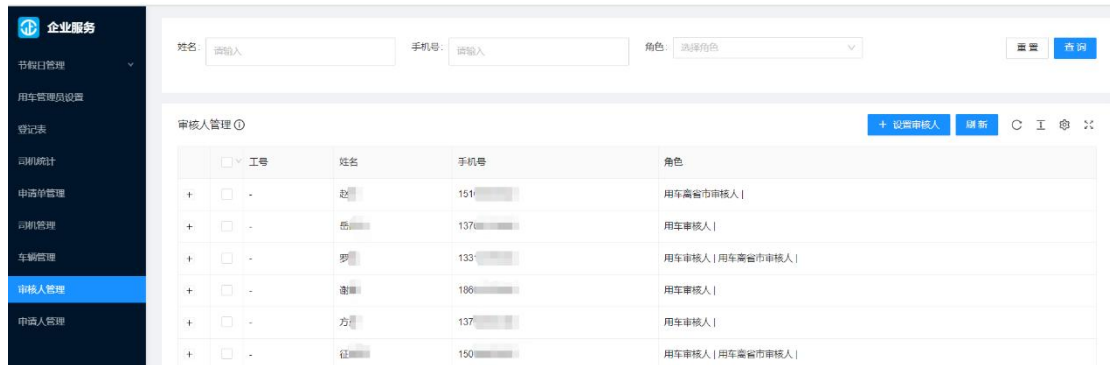 企业服务
节假日管理
用车管理员设置
登记表
司机统计
申请单管理
司机管理
车辆管理
审核人管理
申请人管理
姓名: 请输入 手机号: 请输入 角色: 选择角色 重置 查询
审核人管理 + 设置审核人 刷新
工号 姓名 手机号 角色
+ - 赵 151 用车离省市审核人 |
+ - 岳 137 用车审核人 |
+ - 罗 133 用车审核人 | 用车离省市审核人 |
+ - 谢 186 用车审核人 |
+ - 方 137 用车审核人 |
+ - 征 150 用车审核人 | 用车离省市审核人 |